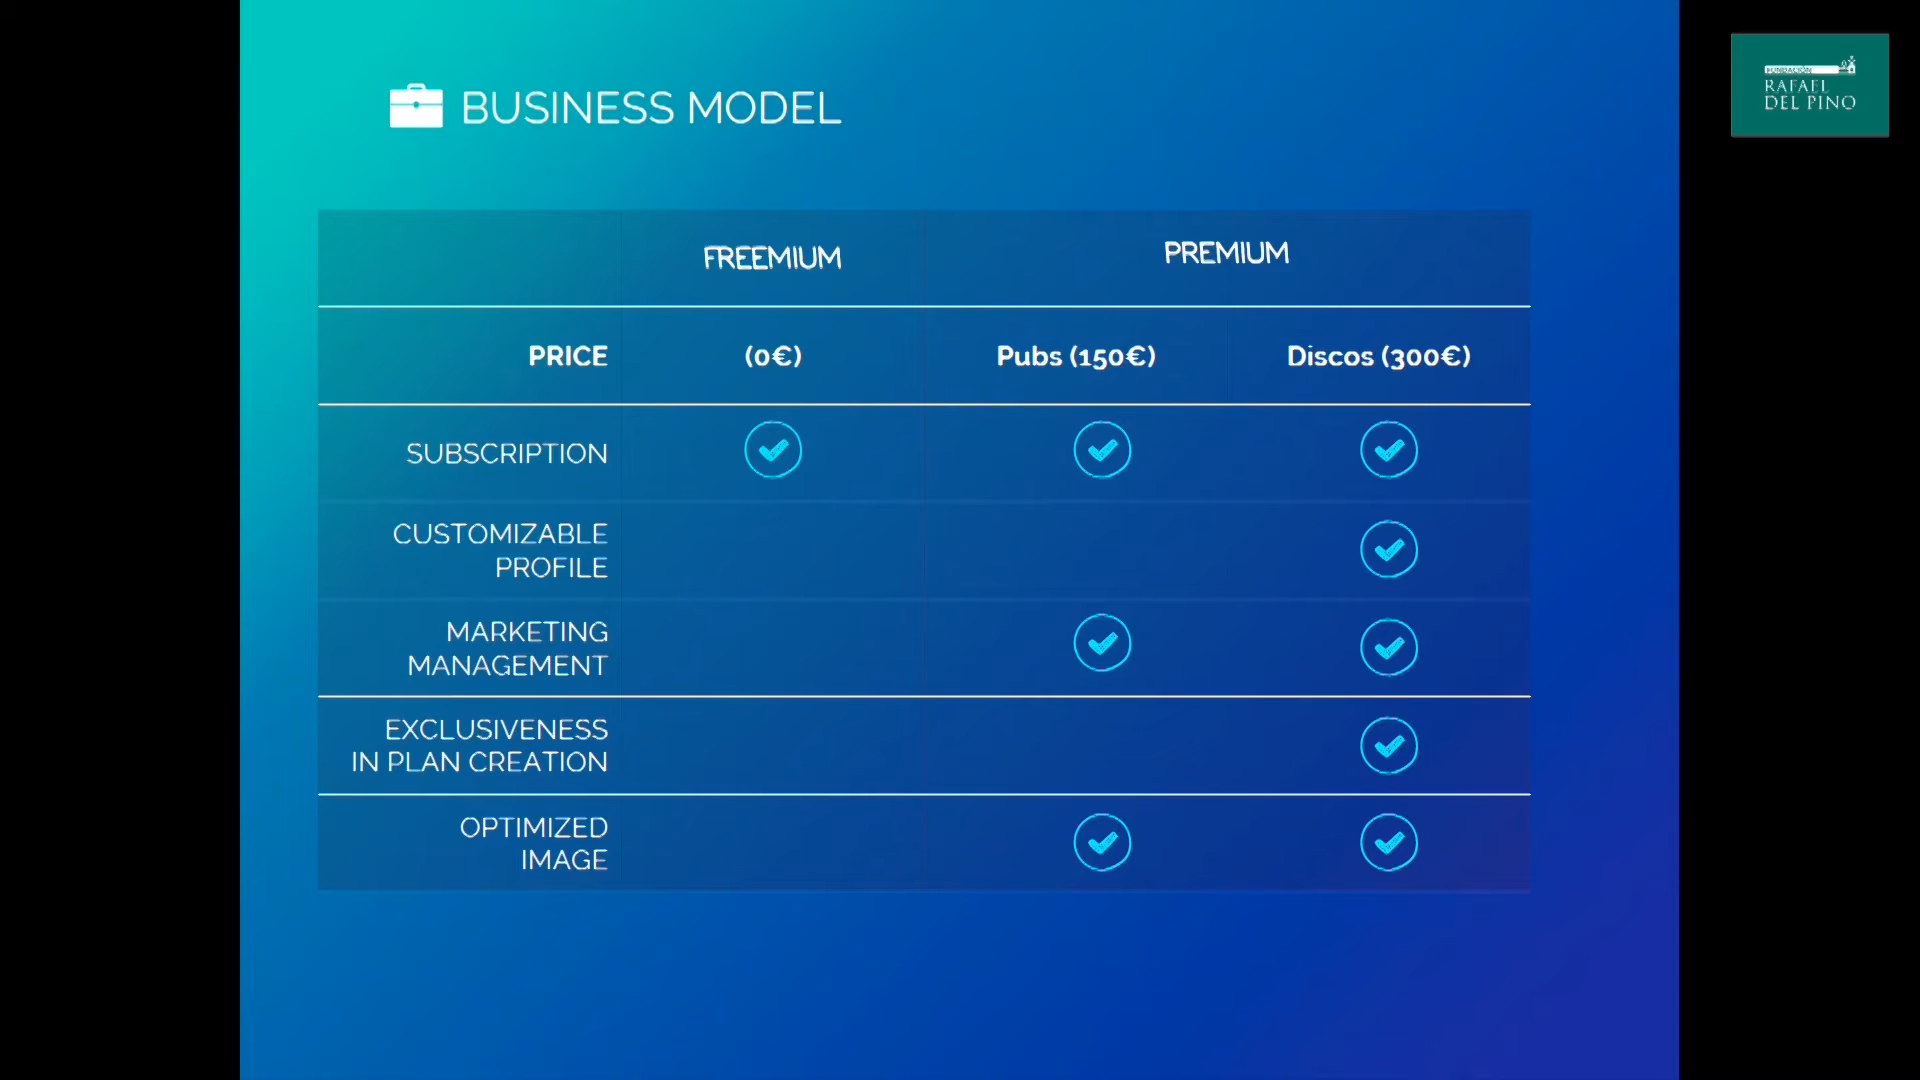 BUSINESS MODEL
FUNDACIÓN
RAFAEL
DEL PINO
FREEMIUM
PREMIUM
PRICE
(0€)
Pubs (150€)
Discos (300€)
SUBSCRIPTION
CUSTOMIZABLE
PROFILE
MARKETING
MANAGEMENT
EXCLUSIVENESS
IN PLAN CREATION
OPTIMIZED
IMAGE